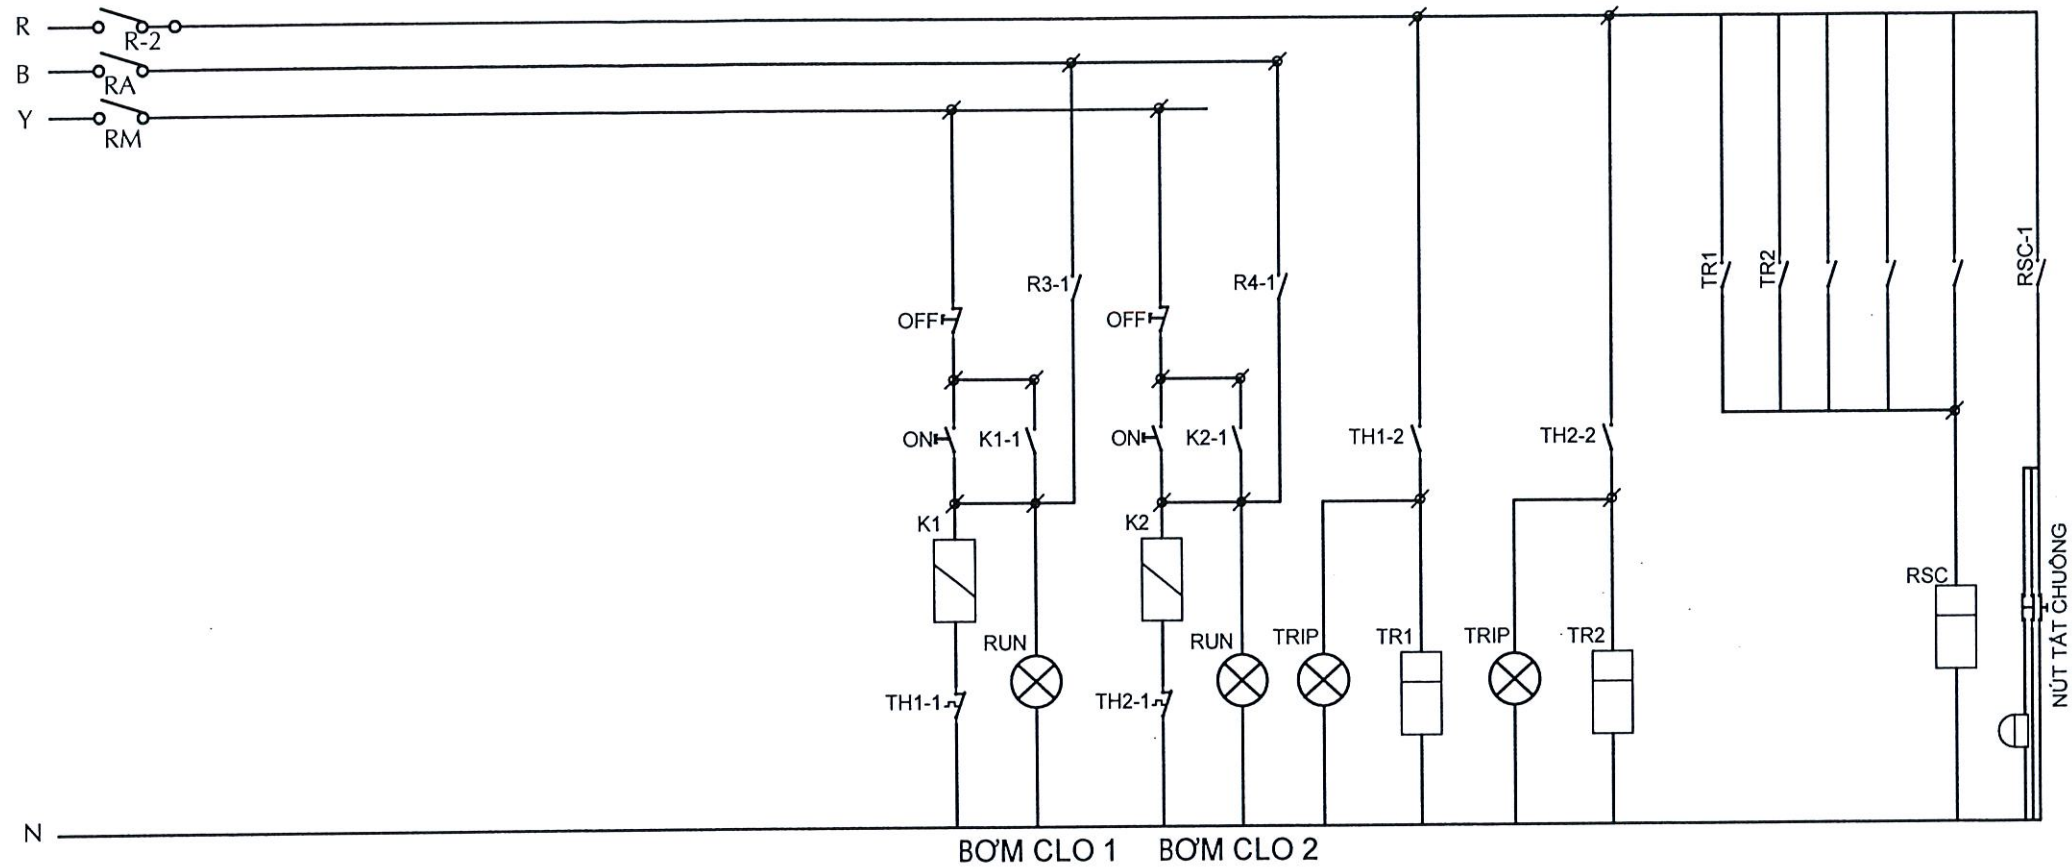 R
R-2
B
RA
Y
RM
R3-1
R4-1
TR1
TR2
RSC-1
OFF
OFF
ON
K1-1
ON
K2-1
TH1-2
TH2-2
K1
K2
RSC
NÚT TẮT CHUÔNG
RUN
RUN
TRIP
TR1
TRIP
TR2
TH1-1
TH2-1
N
BƠM CLO 1
BƠM CLO 2